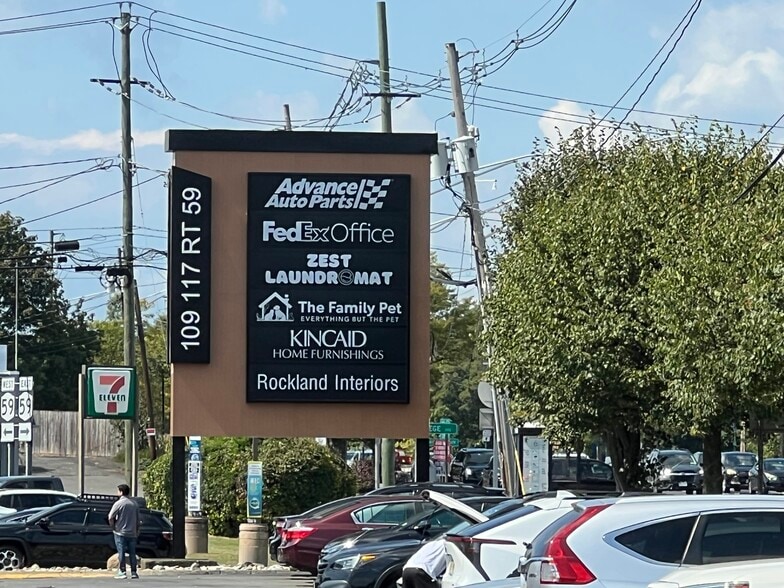 109 117 RT 59
Advance
Auto Parts
FedEx Office
ZEST
LAUNDROMAT
The Family Pet
EVERYTHING BUT THE PET
KINCAID
HOME FURNISHINGS
Rockland Interiors
WEST
59
59
7
ELEVEN